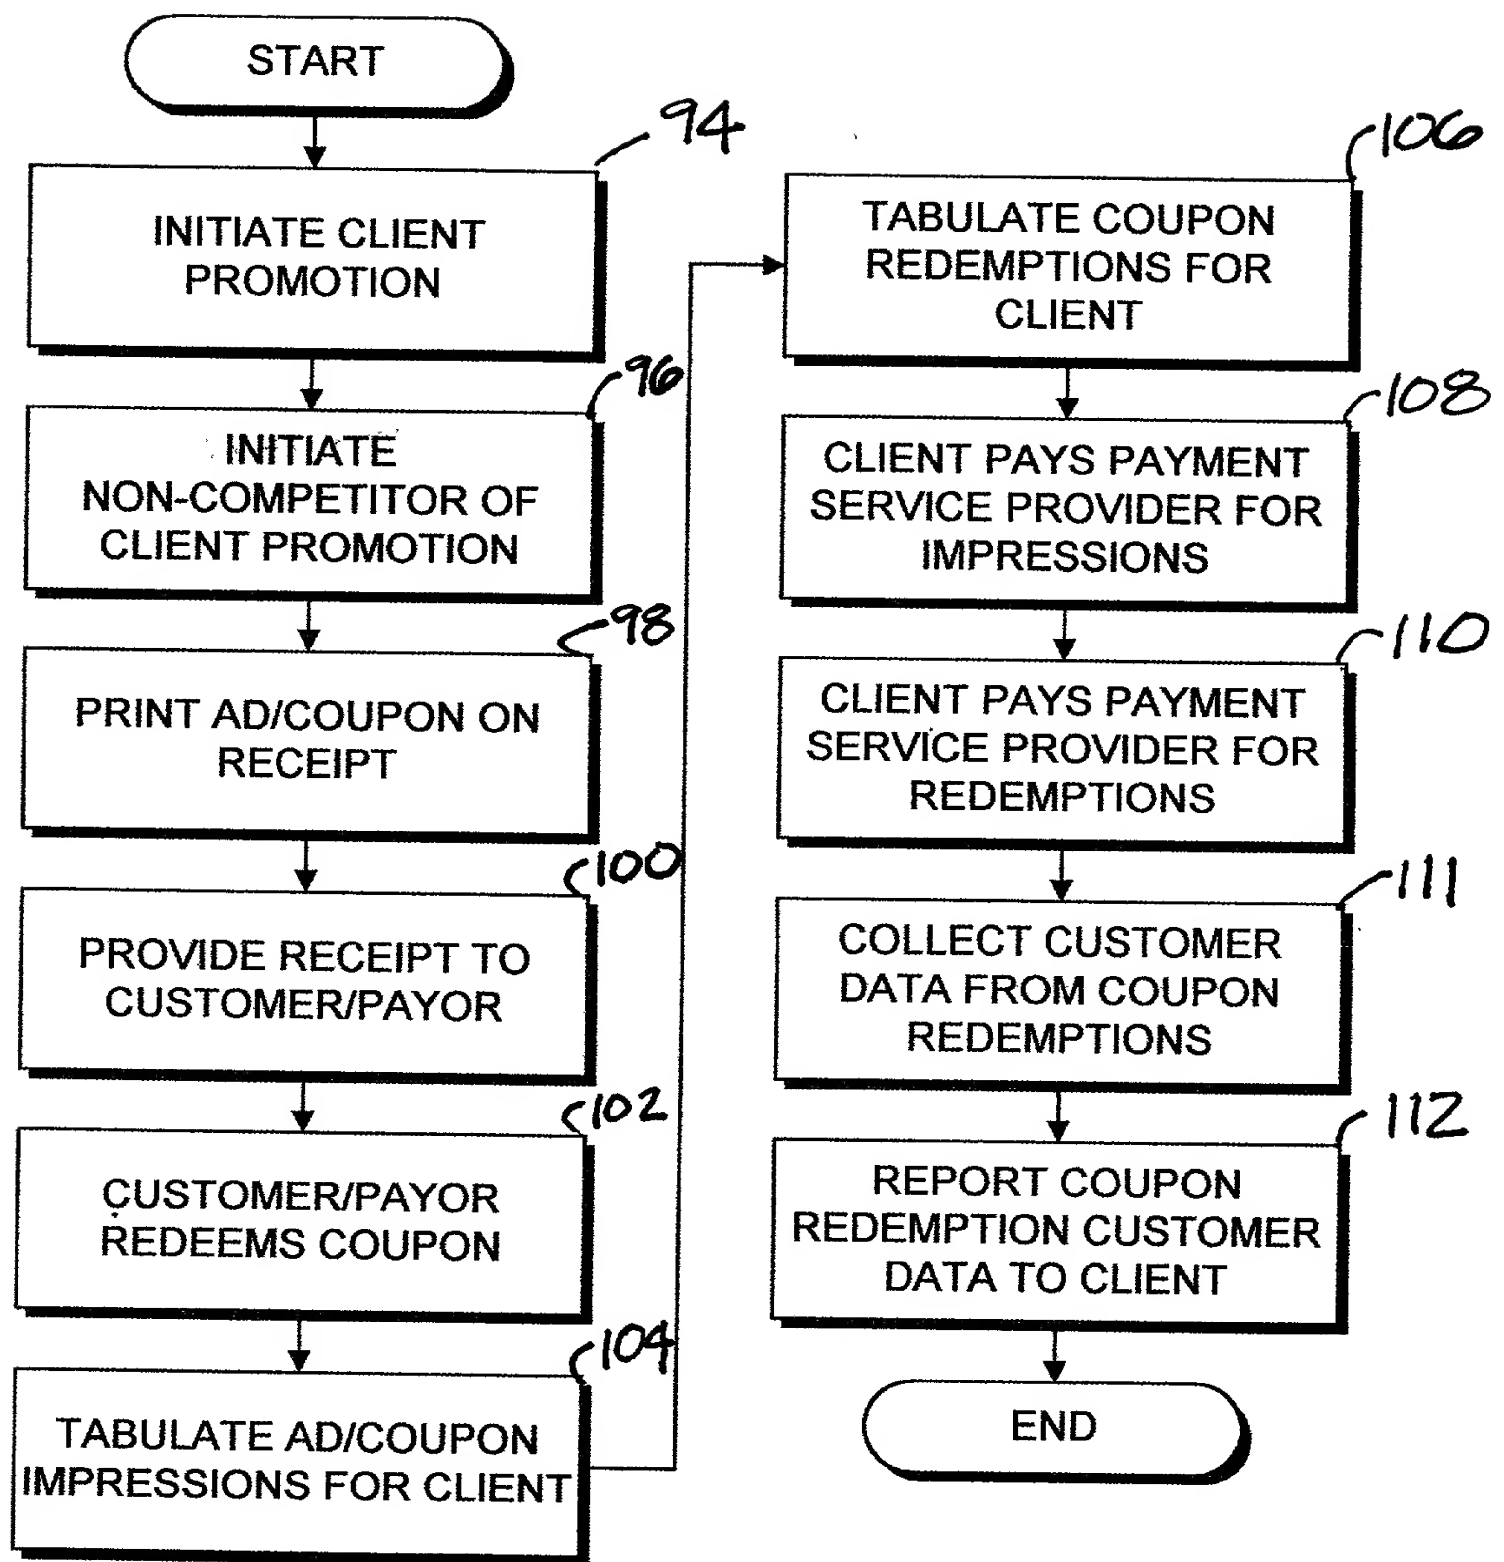 START
94
INITIATE CLIENT
PROMOTION
96
INITIATE
NON-COMPETITOR OF
CLIENT PROMOTION
98
PRINT AD/COUPON ON
RECEIPT
100
PROVIDE RECEIPT TO
CUSTOMER/PAYOR
102
CUSTOMER/PAYOR
REDEEMS COUPON
104
TABULATE AD/COUPON
IMPRESSIONS FOR CLIENT
106
TABULATE COUPON
REDEMPTIONS FOR
CLIENT
108
CLIENT PAYS PAYMENT
SERVICE PROVIDER FOR
IMPRESSIONS
110
CLIENT PAYS PAYMENT
SERVICE PROVIDER FOR
REDEMPTIONS
111
COLLECT CUSTOMER
DATA FROM COUPON
REDEMPTIONS
112
REPORT COUPON
REDEMPTION CUSTOMER
DATA TO CLIENT
END